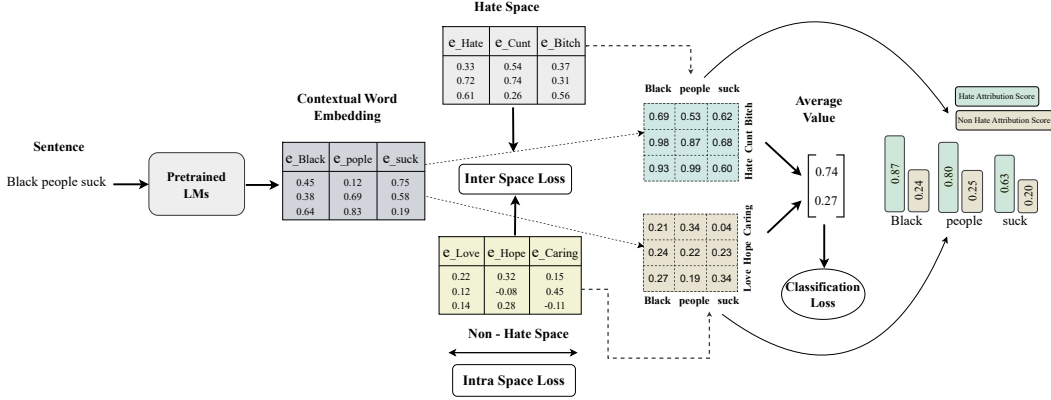 Hate Space
e_Hate e_Cunt e_Bitch
0.33 0.54 0.37
0.72 0.74 0.31
0.61 0.26 0.56
Contextual Word
Embedding
Sentence
Black people suck
Pretrained
LMs
e_Black e_pople e_suck
0.45 0.12 0.75
0.38 0.69 0.58
0.64 0.83 0.19
Inter Space Loss
e_Love e_Hope e_Caring
0.22 0.32 0.15
0.12 -0.08 0.45
0.14 0.28 -0.11
Non - Hate Space
Intra Space Loss
Black people suck
0.69 0.53 0.62
0.98 0.87 0.68
0.93 0.99 0.60
Hate Cunt Bitch
0.21 0.34 0.04
0.24 0.22 0.23
0.27 0.19 0.34
Love Hope Caring
Black people suck
Average
Value
0.74
0.27
Classification
Loss
Hate Attribution Score
Non Hate Attribution Score
0.87 0.24 0.80 0.25 0.63 0.20
Black people suck